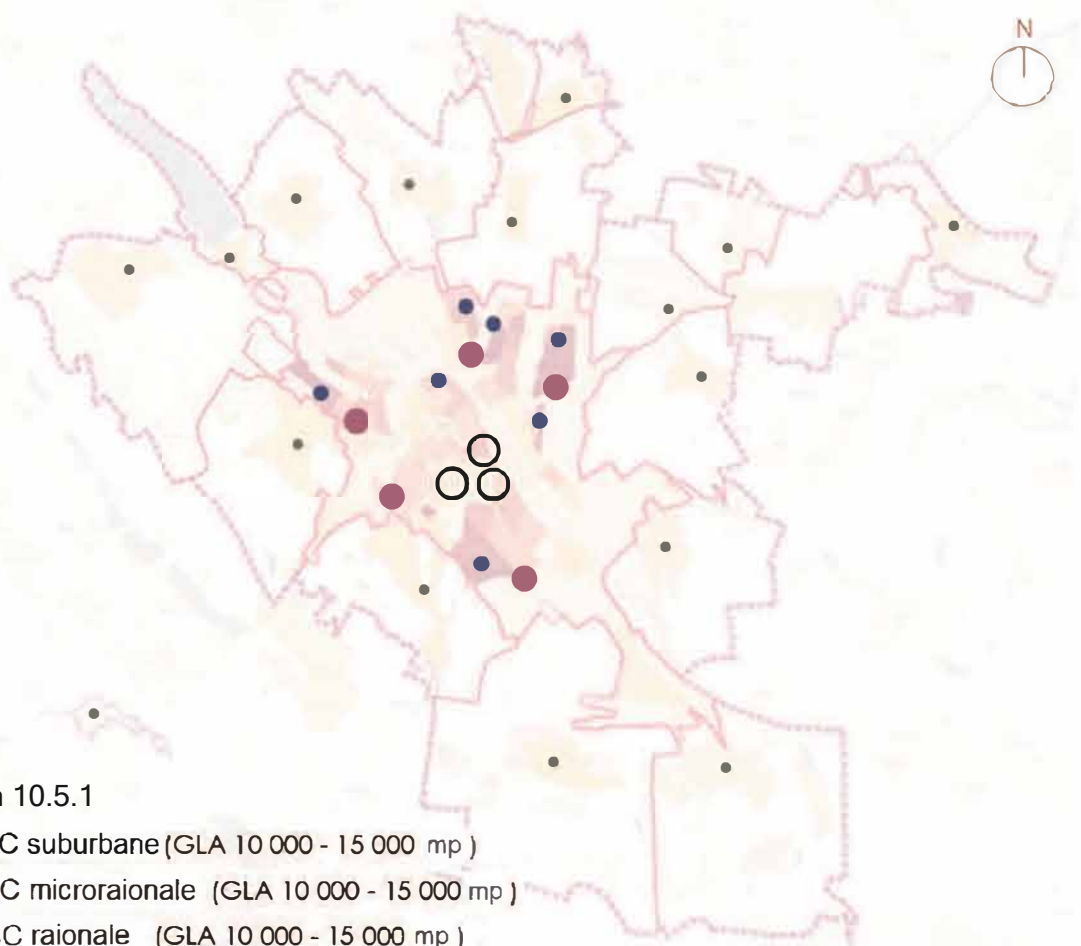 N
10.5.1
C suburbane (GLA 10 000 - 15 000 mp )
C microraionale (GLA 10 000 - 15 000 mp )
C raionale (GLA 10 000 - 15 000 mp )